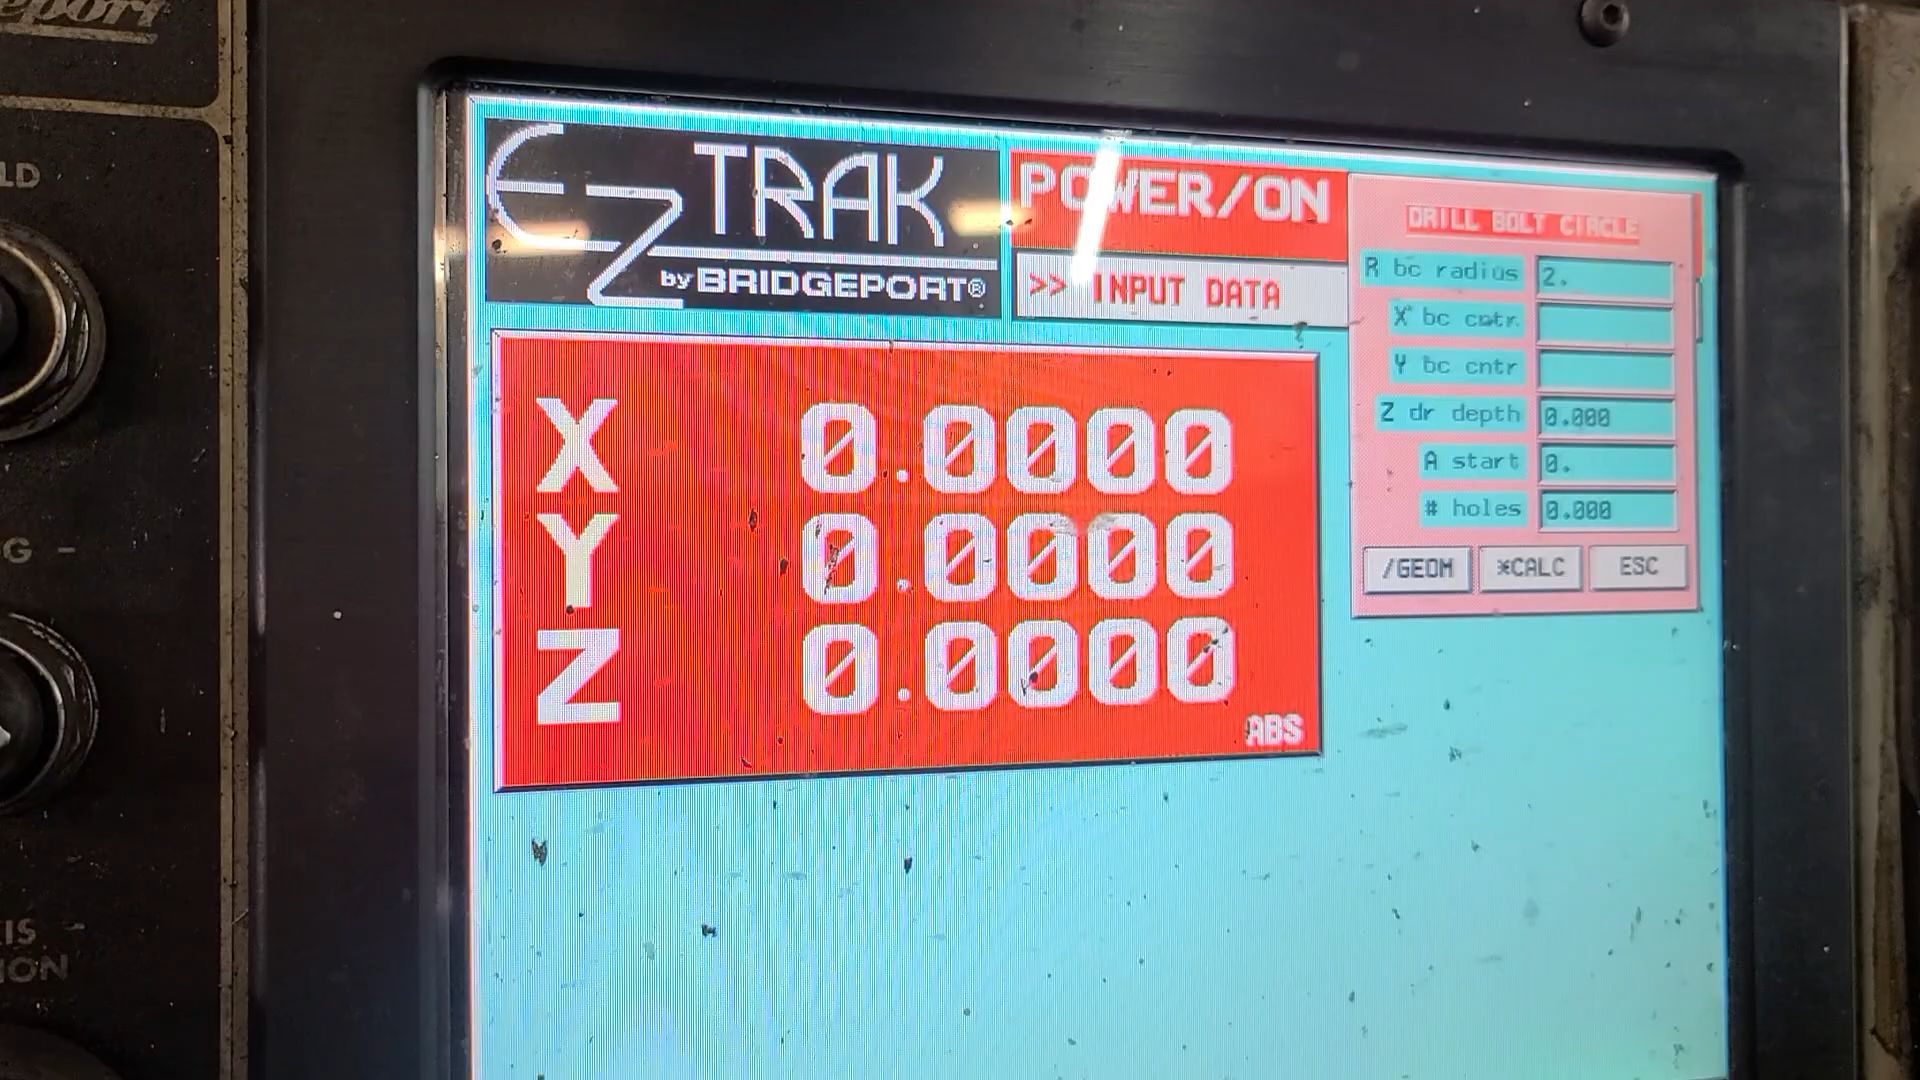 LD
G -
IS -
ION
EZ TRAK
by BRIDGEPORT®
POWER/ON
>> INPUT DATA
X 0.0000
Y 0.0000
Z 0.0000
ABS
DRILL BOLT CIRCLE
R bc radius 2.
X bc cntr
Y bc cntr
Z dr depth 0.000
A start 0.
# holes 0.000
/GEOM *CALC ESC